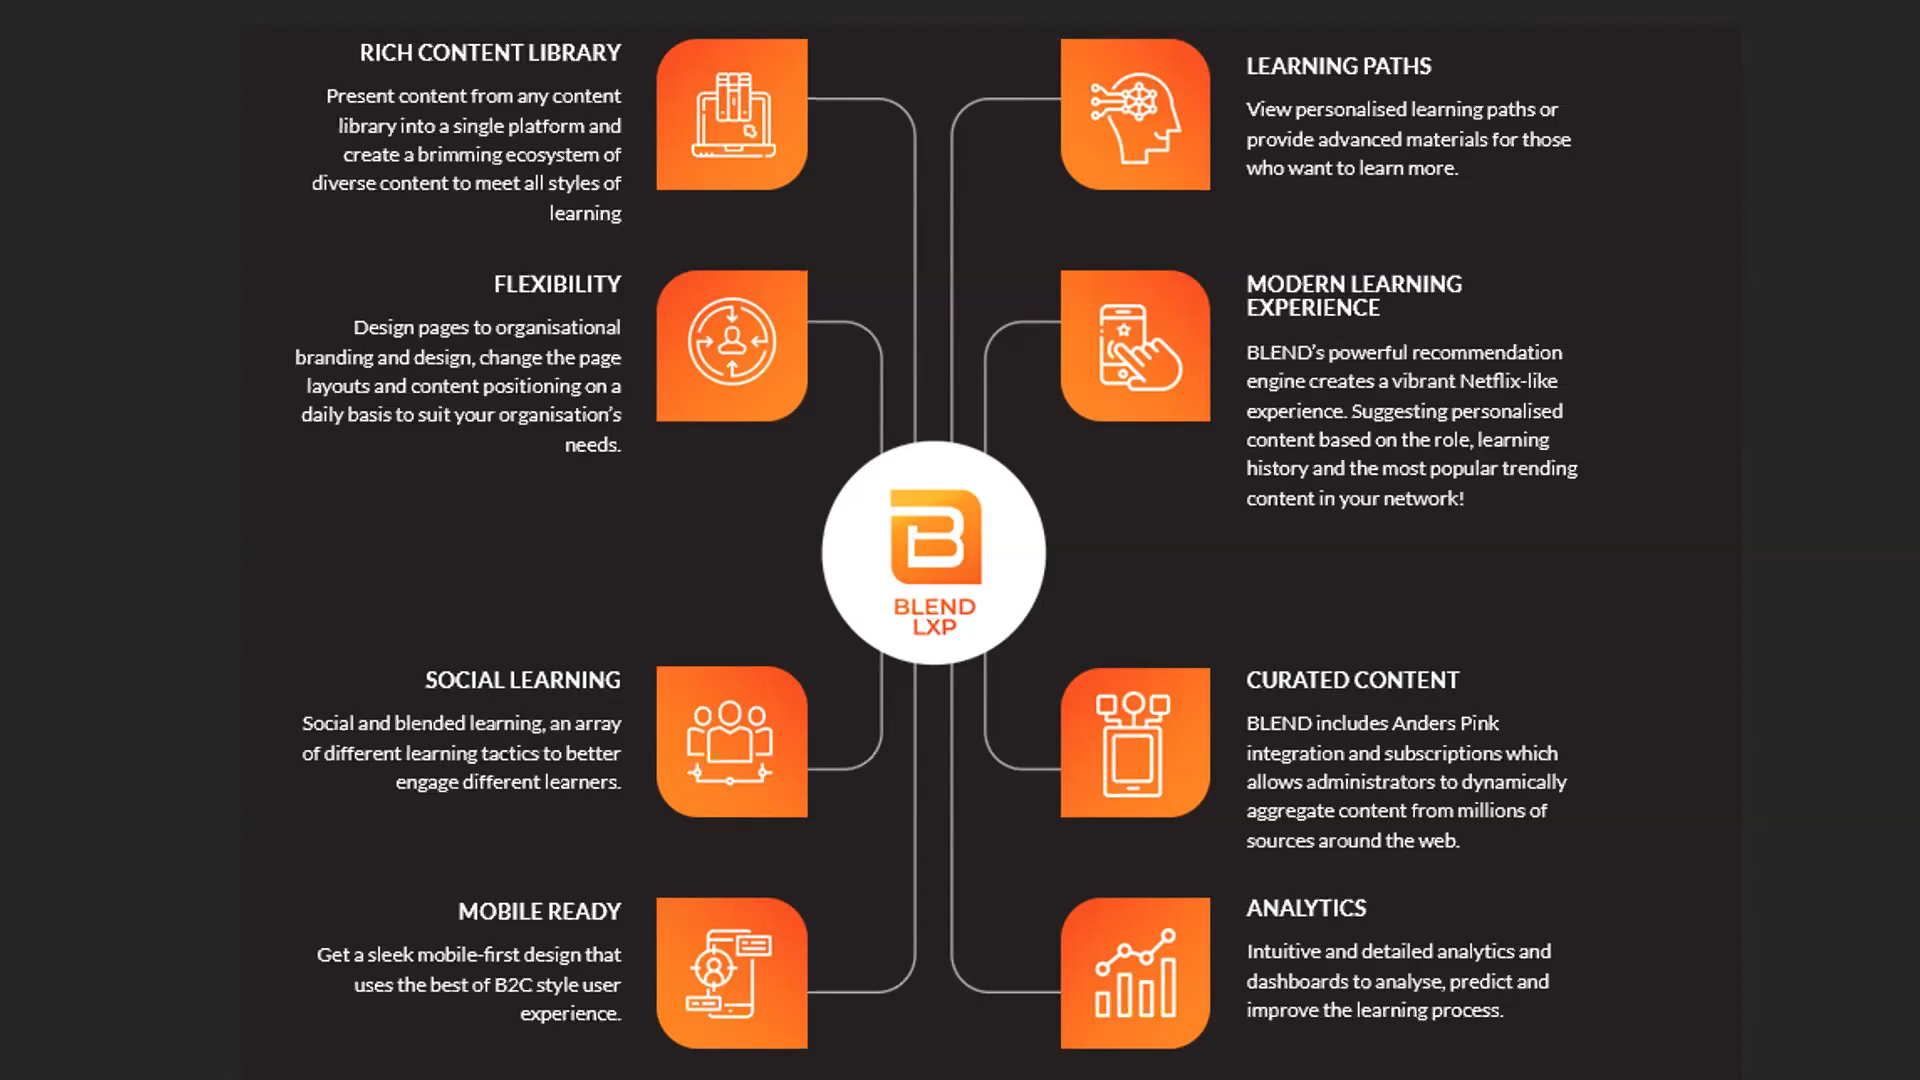 RICH CONTENT LIBRARY
Present content from any content
library into a single platform and
create a brimming ecosystem of
diverse content to meet all styles of
learning
FLEXIBILITY
Design pages to organisational
branding and design, change the page
layouts and content positioning on a
daily basis to suit your organisation's
needs.
SOCIAL LEARNING
Social and blended learning, an array
of different learning tactics to better
engage different learners.
MOBILE READY
Get a sleek mobile-first design that
uses the best of B2C style user
experience.
B
BLEND
LXP
LEARNING PATHS
View personalised learning paths or
provide advanced materials for those
who want to learn more.
MODERN LEARNING
EXPERIENCE
BLEND's powerful recommendation
engine creates a vibrant Netflix-like
experience. Suggesting personalised
content based on the role, learning
history and the most popular trending
content in your network!
CURATED CONTENT
BLEND includes Anders Pink
integration and subscriptions which
allows administrators to dynamically
aggregate content from millions of
sources around the web.
ANALYTICS
Intuitive and detailed analytics and
dashboards to analyse, predict and
improve the learning process.